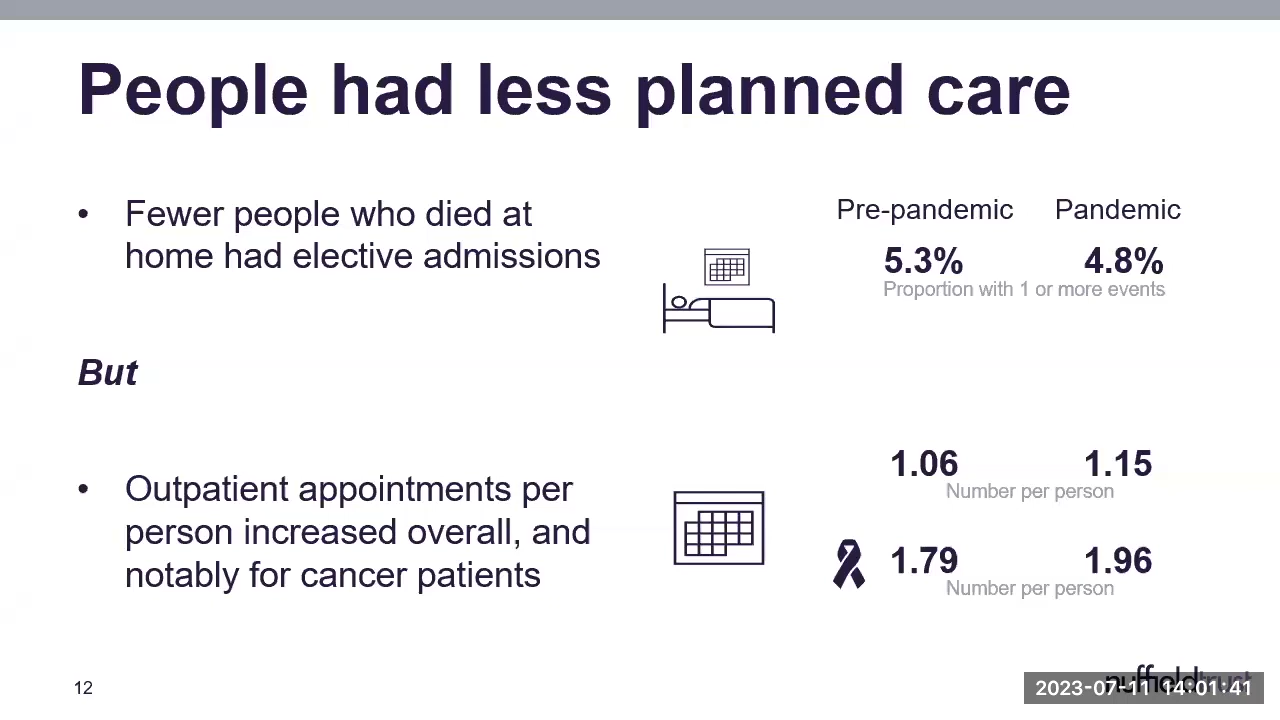 People had less planned care
• Fewer people who died at
home had elective admissions
Pre-pandemic Pandemic
5.3% 4.8%
Proportion with 1 or more events
But
• Outpatient appointments per
person increased overall, and
notably for cancer patients
1.06 1.15
Number per person
1.79 1.96
Number per person
12
nuffieldtrust
2023-07-11 14:01:41